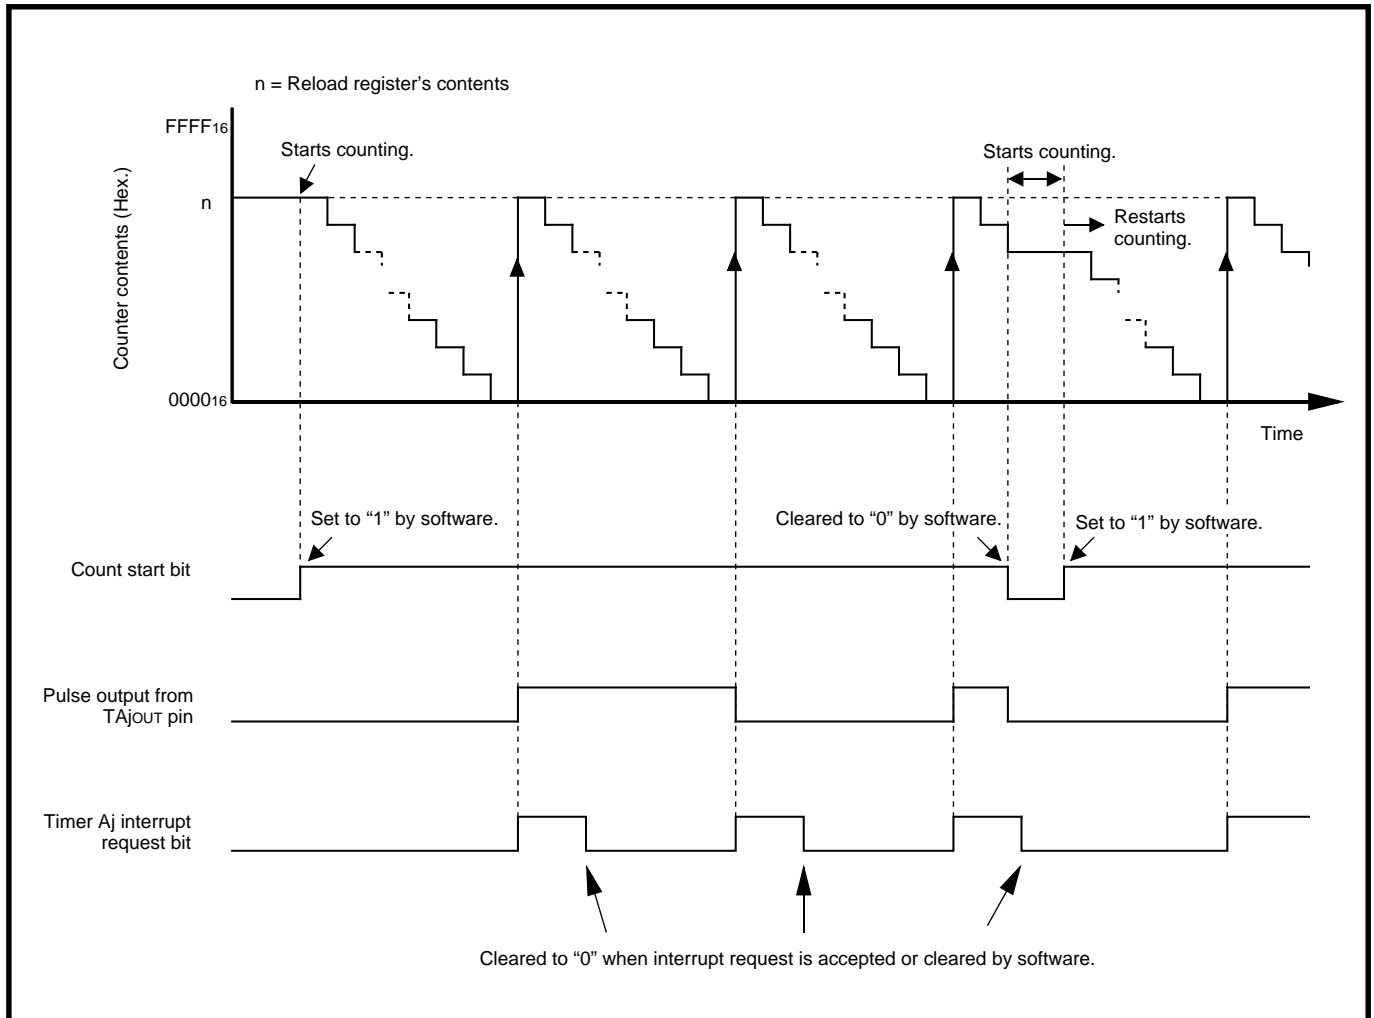 n = Reload register’s contents
FFFF16
Starts counting.
Starts counting.
n
Restarts
counting.
Counter contents (Hex.)
000016
Time
Set to “1” by software.
Cleared to “0” by software.
Set to “1” by software.
Count start bit
Pulse output from
TAjOUT pin
Timer Aj interrupt
request bit
Cleared to “0” when interrupt request is accepted or cleared by software.